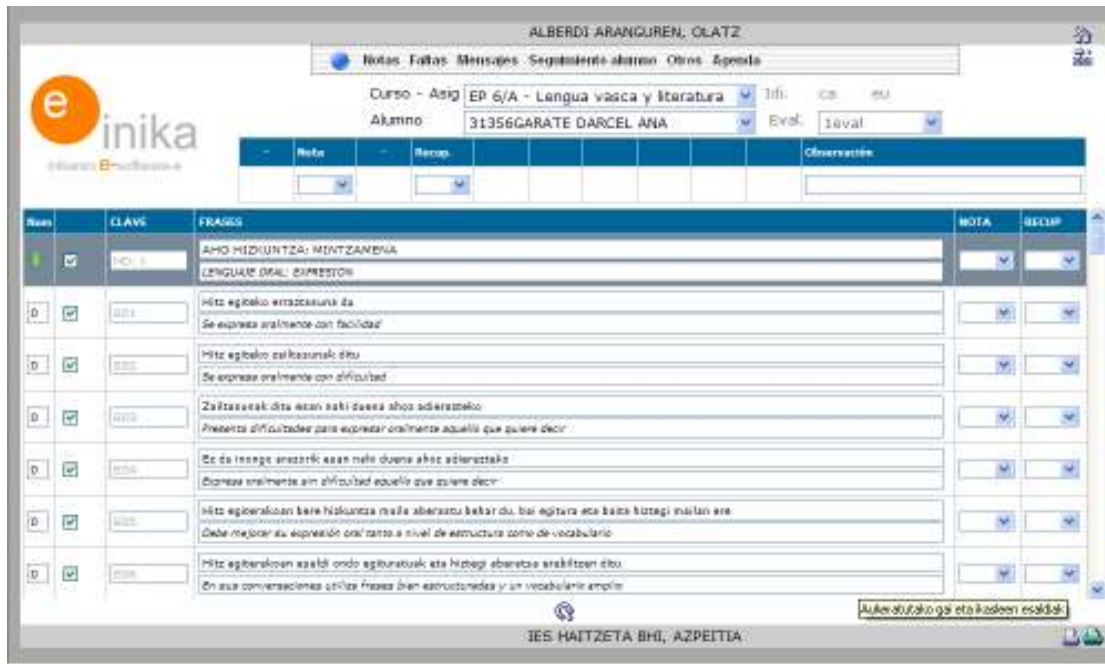 ALBERDI ARANGUREN, OLATZ
Notas Faltas Mensajes Seguimiento alumno Otros Agenda
Curso - Asig EP 6/A - Lengua vasca y literatura Idi. ca eu
Alumno 31356GARATE DARCEL ANA Eval. 1eval
e inika
- Nota - Recup. Observación
Num CLAVE FRASES NOTA RECUP
AHO HIZKUNTZA: MINTZAMENA
LENGUAJE ORAL: EXPRESION
D Hitz egiteko erraztasuna da
Se expresa oralmente con facilidad
D Hitz egiteko zailtasunak ditu
Se expresa oralmente con dificultad
D Zailtasunak ditu esan nahi duena ahoz adierazteko
Presenta dificultades para expresar oralmente aquello que quiere decir
D Ez du inongo arazorik esan nahi duena ahoz adierazteko
Expresa oralmente sin dificultad aquello que quiere decir
D Hitz egiterakoan bere hizkuntza maila aberastu behar du, bai egitura eta baita hiztegi mailan ere
Debe mejorar su expresión oral tanto a nivel de estructura como de vocabulario
D Hitz egiterakoan esaldi ondo egituratuak eta hiztegi aberatsa erabiltzen ditu
En sus conversaciones utiliza frases bien estructuradas y un vocabulario amplio
Aukeratutako gai eta ikasleen esaldiak
IES HAITZETA BHI, AZPEITIA